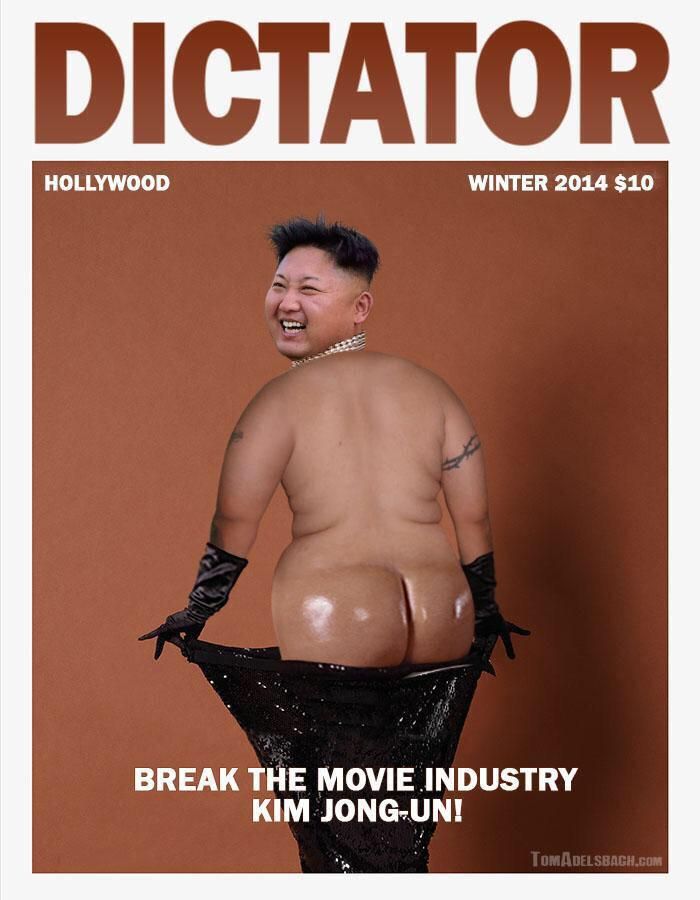 DICTATOR
HOLLYWOOD
WINTER 2014 $10
BREAK THE MOVIE INDUSTRY
KIM JONG-UN!
TOMADELSBACH.COM